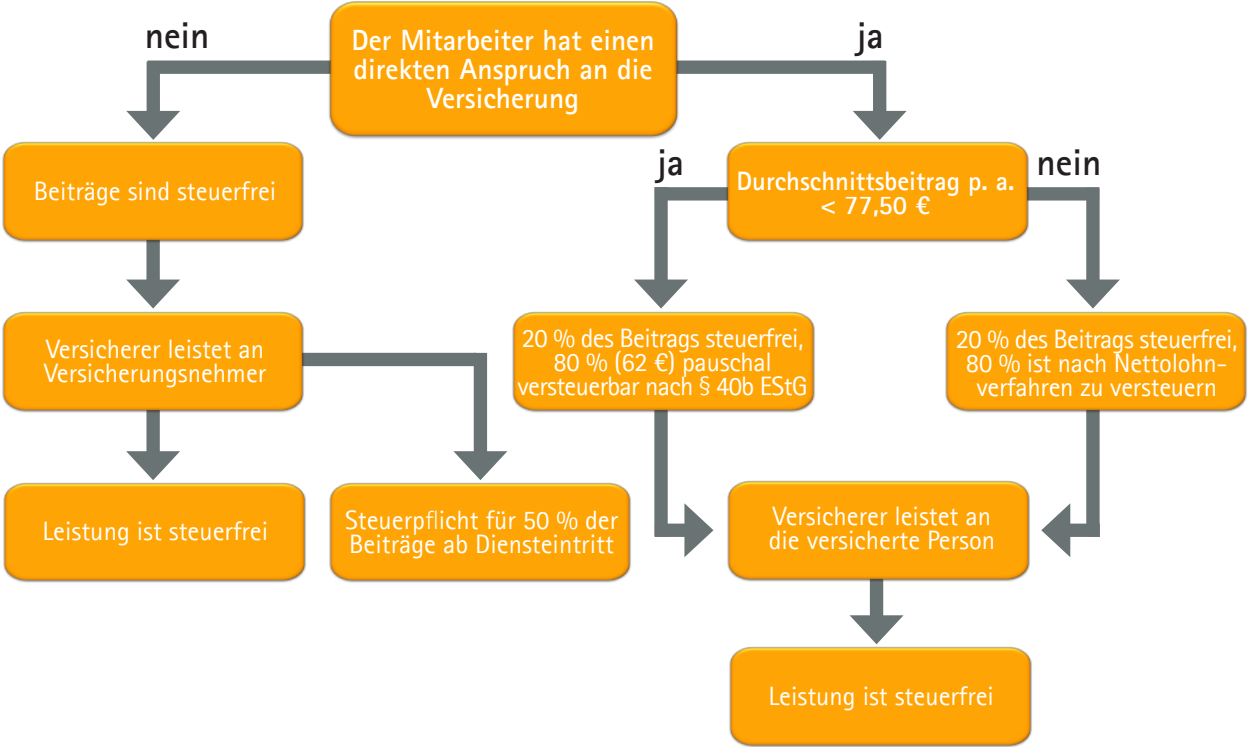 nein
Der Mitarbeiter hat einen
direkten Anspruch an die
Versicherung
ja
Beiträge sind steuerfrei
ja
Durchschnittsbeitrag p. a.
< 77,50 €
nein
Versicherer leistet an
Versicherungsnehmer
20 % des Beitrags steuerfrei,
80 % (62 €) pauschal
versteuerbar nach § 40b EStG
20 % des Beitrags steuerfrei,
80 % ist nach Nettolohn-
verfahren zu versteuern
Leistung ist steuerfrei
Steuerpflicht für 50 % der
Beiträge ab Diensteintritt
Versicherer leistet an
die versicherte Person
Leistung ist steuerfrei